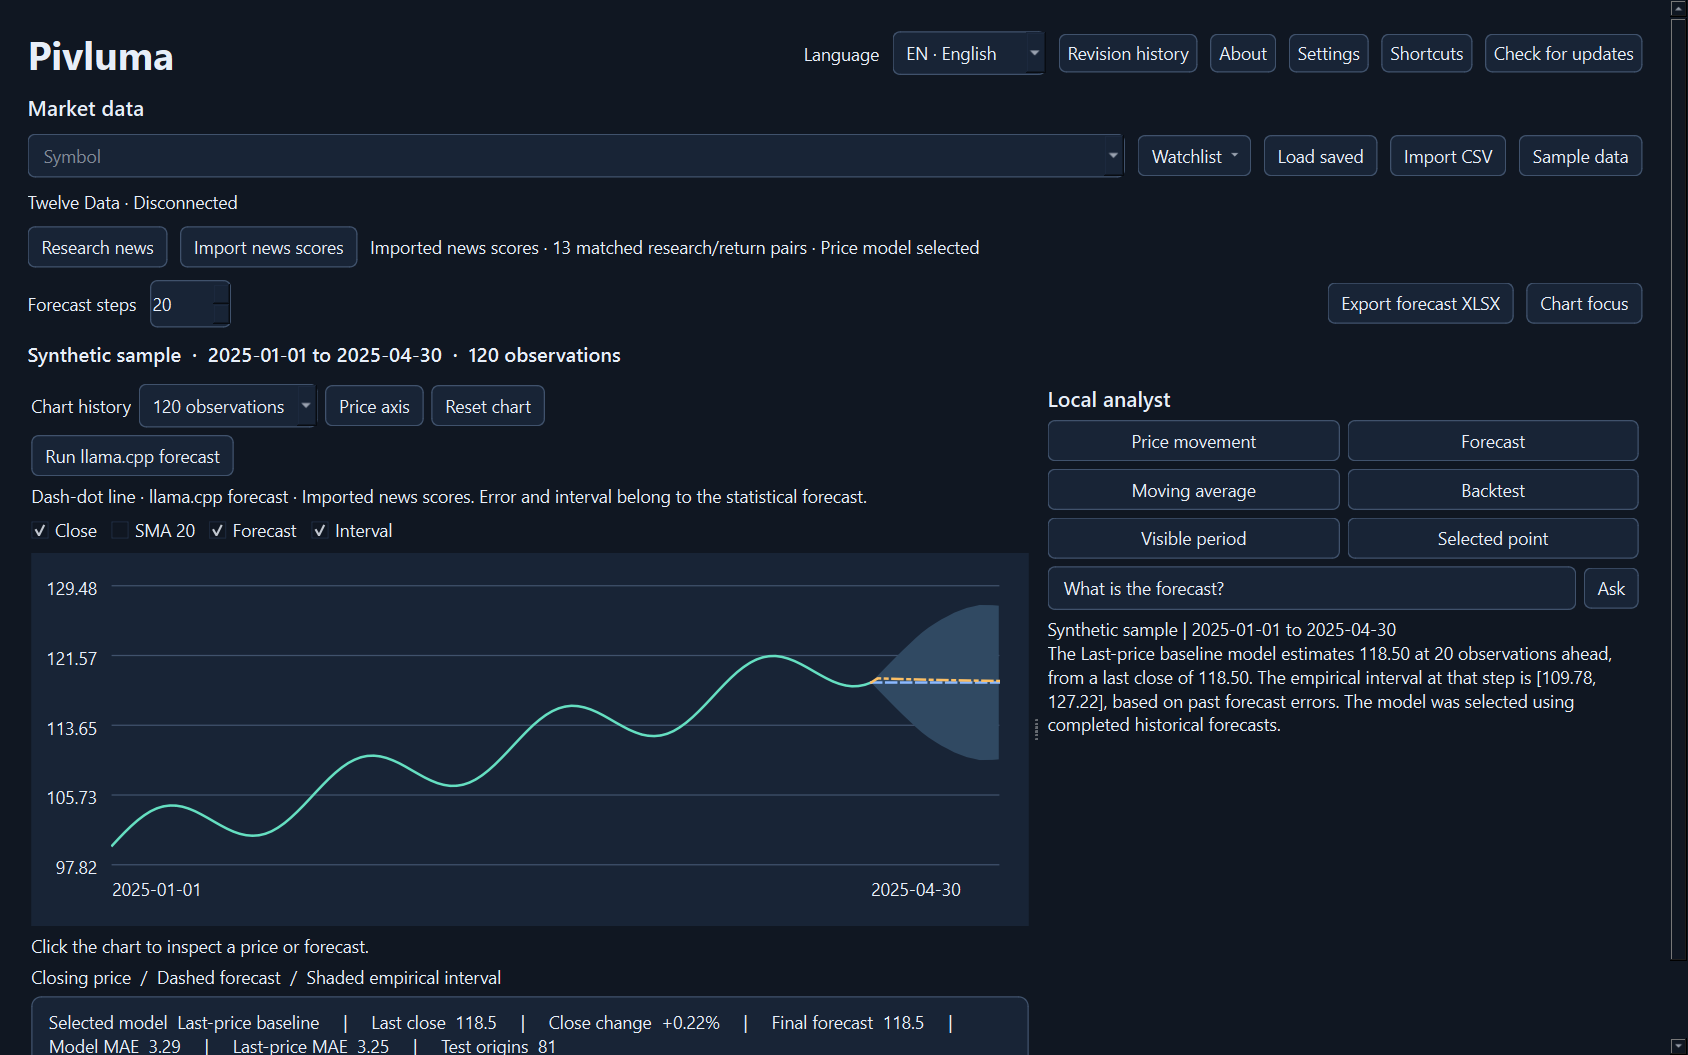 Pivluma
Language EN · English Revision history About Settings Shortcuts Check for updates
Market data
Symbol Watchlist Load saved Import CSV Sample data
Twelve Data · Disconnected
Research news Import news scores Imported news scores · 13 matched research/return pairs · Price model selected
Forecast steps 20 Export forecast XLSX Chart focus
Synthetic sample · 2025-01-01 to 2025-04-30 · 120 observations
Chart history 120 observations Price axis Reset chart
Run llama.cpp forecast
Dash-dot line · llama.cpp forecast · Imported news scores. Error and interval belong to the statistical forecast.
Close SMA 20 Forecast Interval
129.48
121.57
113.65
105.73
97.82
2025-01-01 2025-04-30
Click the chart to inspect a price or forecast.
Closing price / Dashed forecast / Shaded empirical interval
Selected model Last-price baseline | Last close 118.5 | Close change +0.22% | Final forecast 118.5 |
Model MAE 3.29 | Last-price MAE 3.25 | Test origins 81
Local analyst
Price movement Forecast
Moving average Backtest
Visible period Selected point
What is the forecast? Ask
Synthetic sample | 2025-01-01 to 2025-04-30
The Last-price baseline model estimates 118.50 at 20 observations ahead,
from a last close of 118.50. The empirical interval at that step is [109.78,
127.22], based on past forecast errors. The model was selected using
completed historical forecasts.